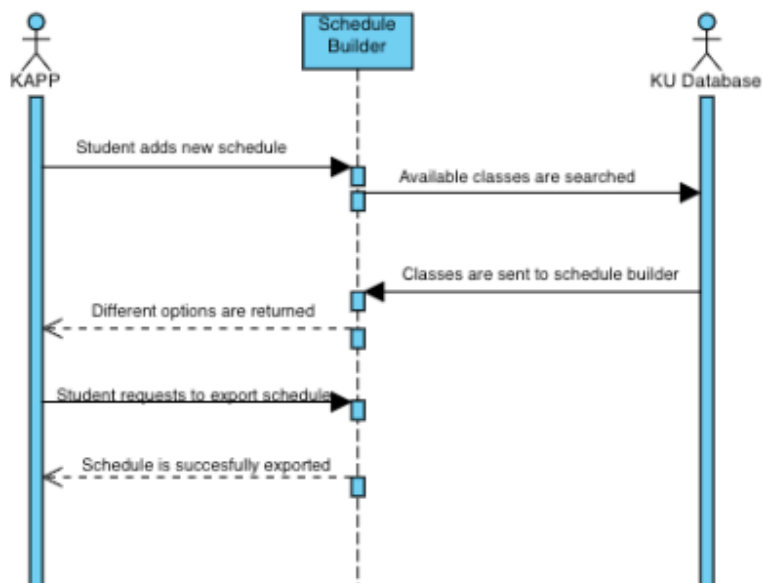 Schedule
Builder
KAPP
KU Database
Student adds new schedule
Available classes are searched
Classes are sent to schedule builder
Different options are returned
Student requests to export schedule
Schedule is succesfully exported